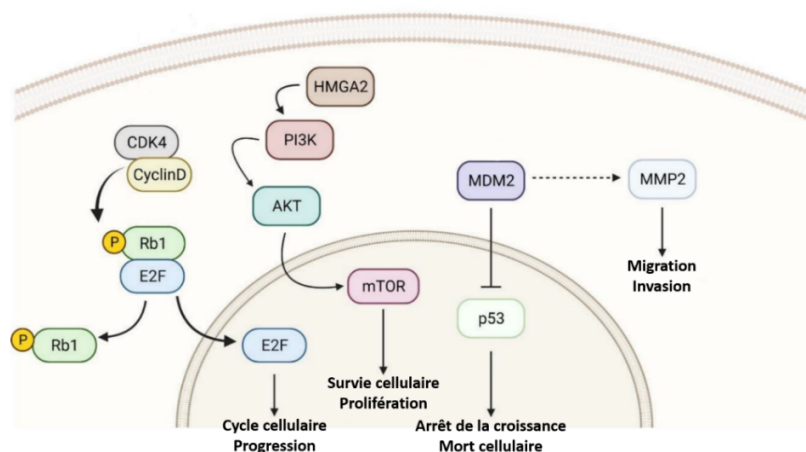 HMGA2
CDK4
PI3K
CyclinD
MDM2
MMP2
AKT
P
Rb1
Migration
Invasion
E2F
mTOR
p53
P
Rb1
E2F
Survie cellulaire
Prolifération
Cycle cellulaire
Progression
Arrêt de la croissance
Mort cellulaire